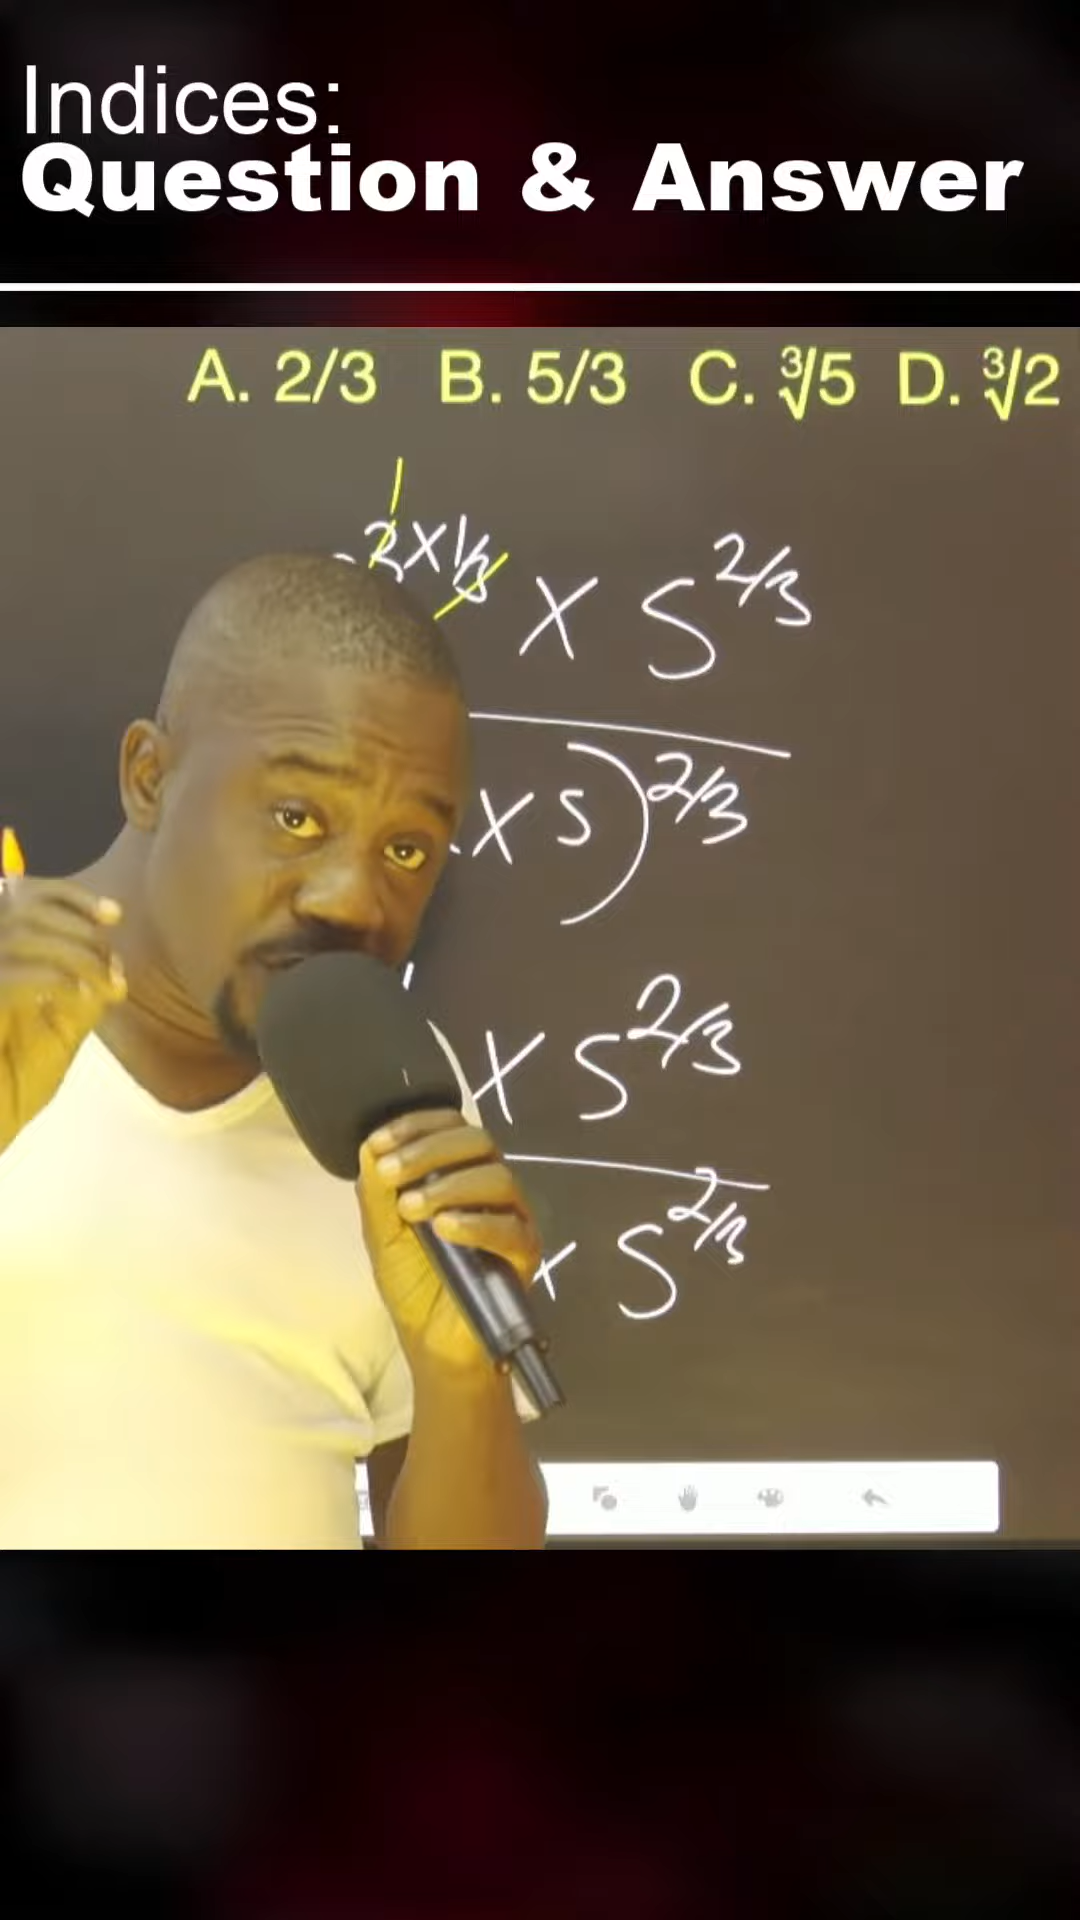 Indices:
Question & Answer
A. 2/3 B. 5/3 C. ∛5 D. ∛2
2 X 1/3 X 5^2/3
X 5)^2/3
X 5^2/3
x 5^2/3